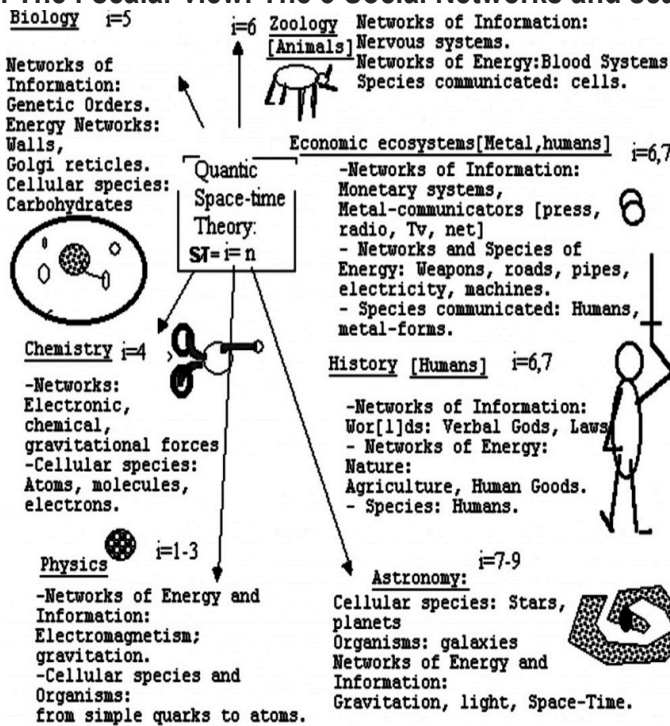 Biology i=5
Networks of
Information:
Genetic Orders.
Energy Networks:
Walls,
Golgi reticles.
Cellular species:
Carbohydrates
i=6 Zoology
[Animals]
Networks of Information:
Nervous systems.
Networks of Energy:Blood Systems
Species communicated: cells.
Quantic
Space-time
Theory:
ST= i= n
Economic ecosystems[Metal,humans] i=6,7
-Networks of Information:
Monetary systems,
Metal-communicators [press,
radio, Tv, net]
- Networks and Species of
Energy: Weapons, roads, pipes,
electricity, machines.
- Species communicated: Humans,
metal-forms.
Chemistry i=4
-Networks:
Electronic,
chemical,
gravitational forces
-Cellular species:
Atoms, molecules,
electrons.
History [Humans] i=6,7
-Networks of Information:
Wor[l]ds: Verbal Gods, Laws
- Networks of Energy:
Nature:
Agriculture, Human Goods.
- Species: Humans.
Physics i=1-3
-Networks of Energy and
Information:
Electromagnetism;
gravitation.
-Cellular species and
Organisms:
from simple quarks to atoms.
i=7-9
Astronomy:
Cellular species: Stars,
planets
Organisms: galaxies
Networks of Energy and
Information:
Gravitation, light, Space-Time.